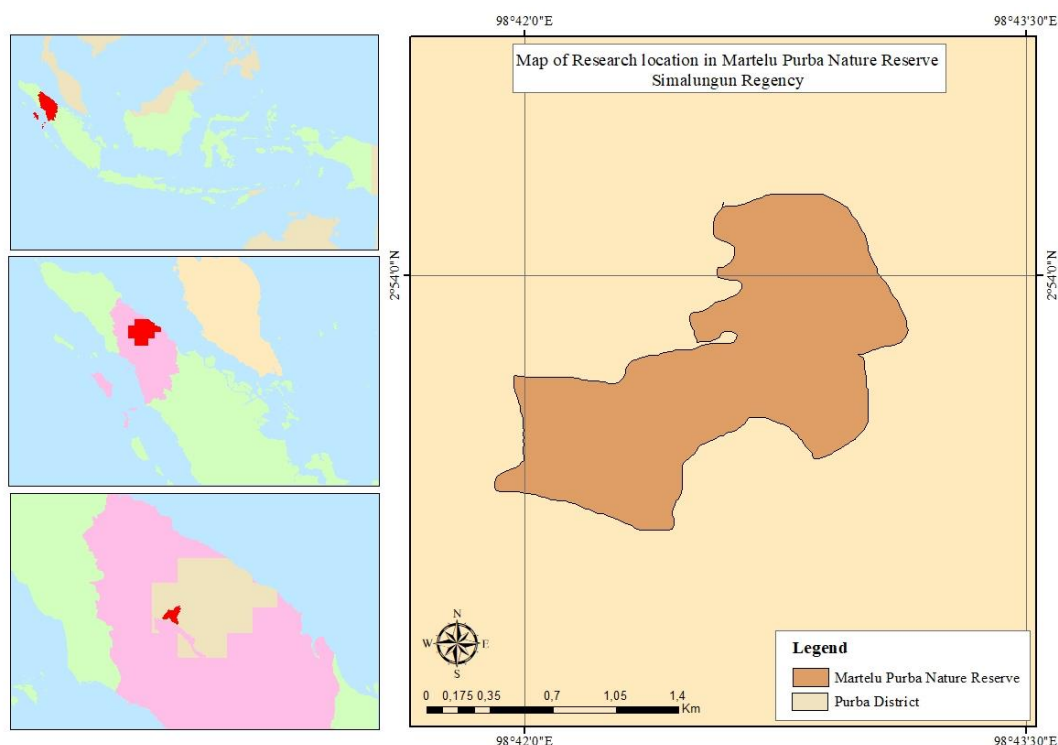 98°42'0"E
98°43'30"E
Map of Research location in Martelu Purba Nature Reserve
Simalungun Regency
2°54'0"N
2°54'0"N
N
W
E
S
0
0,175
0,35
0,7
1,05
1,4
Km
Legend
Martelu Purba Nature Reserve
Purba District
98°42'0"E
98°43'30"E